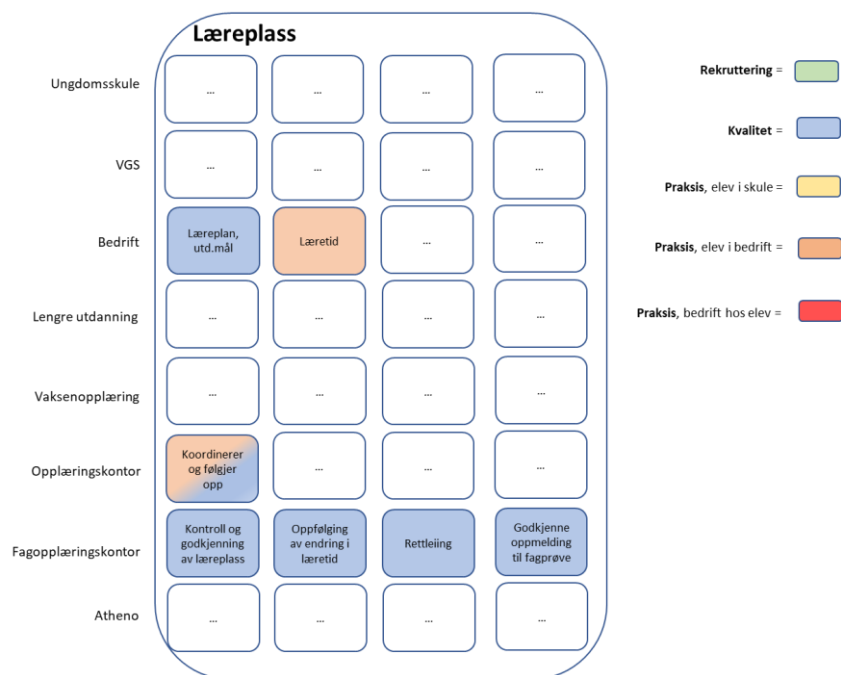 Læreplass
Ungdomsskule
...
...
...
...
Rekruttering =
VGS
...
...
...
...
Kvalitet =
Praksis, elev i skule =
Bedrift
Læreplan,
utd.mål
Læretid
...
...
Praksis, elev i bedrift =
Lengre utdanning
...
...
...
...
Praksis, bedrift hos elev =
Vaksenopplæring
...
...
...
...
Opplæringskontor
Koordinerer
og følgjer
opp
...
...
...
Fagopplæringskontor
Kontroll og
godkjenning
av læreplass
Oppfølging
av endring i
læretid
Rettleiing
Godkjenne
oppmelding
til fagprøve
Atheno
...
...
...
...